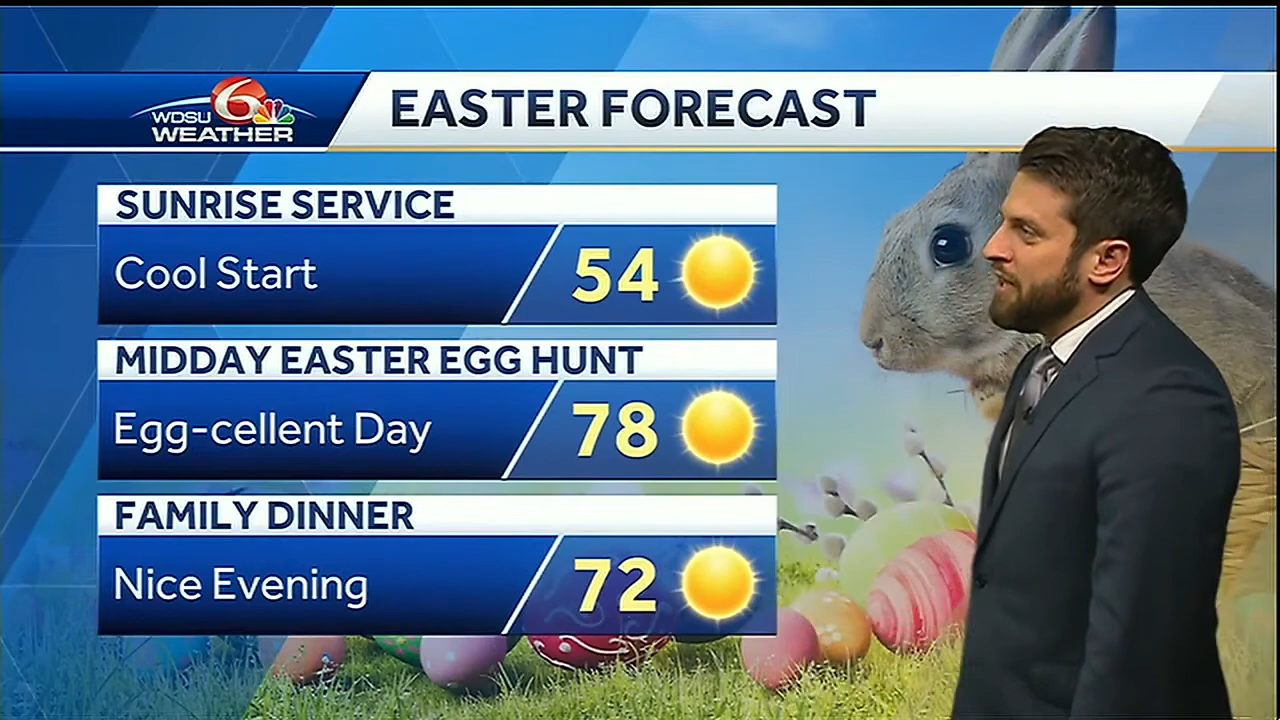 WDSU 6
WEATHER
EASTER FORECAST
SUNRISE SERVICE
Cool Start 54
MIDDAY EASTER EGG HUNT
Egg-cellent Day 78
FAMILY DINNER
Nice Evening 72